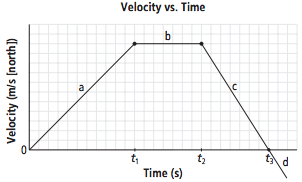 Velocity vs. Time
Velocity (m/s [north])
b
a
c
0
t1 t2 t3 d
Time (s)